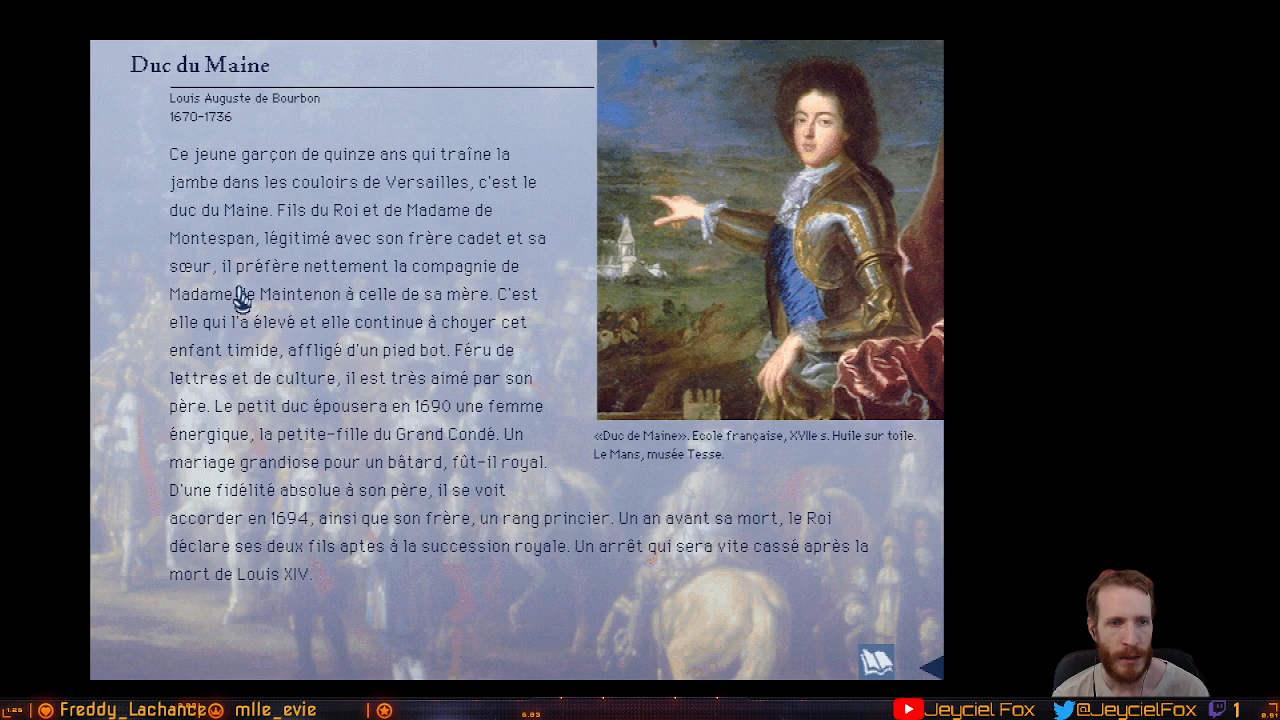 Duc du Maine
Louis Auguste de Bourbon
1670-1736
Ce jeune garçon de quinze ans qui traîne la
jambe dans les couloirs de Versailles, c'est le
duc du Maine. Fils du Roi et de Madame de
Montespan, légitimé avec son frère cadet et sa
sœur, il préfère nettement la compagnie de
Madame de Maintenon à celle de sa mère. C'est
elle qui l'a élevé et elle continue à choyer cet
enfant timide, affligé d'un pied bot. Féru de
lettres et de culture, il est très aimé par son
père. Le petit duc épousera en 1690 une femme
énergique, la petite-fille du Grand Condé. Un
mariage grandiose pour un bâtard, fût-il royal.
D'une fidélité absolue à son père, il se voit
accorder en 1694, ainsi que son frère, un rang princier. Un an avant sa mort, le Roi
déclare ses deux fils aptes à la succession royale. Un arrêt qui sera vite cassé après la
mort de Louis XIV.
«Duc de Maine». Ecole française, XVIIe s. Huile sur toile.
Le Mans, musée Tesse.
Freddy_Lachance
mlle_evie
6.83
Jeyciel Fox
@JeycielFox
1